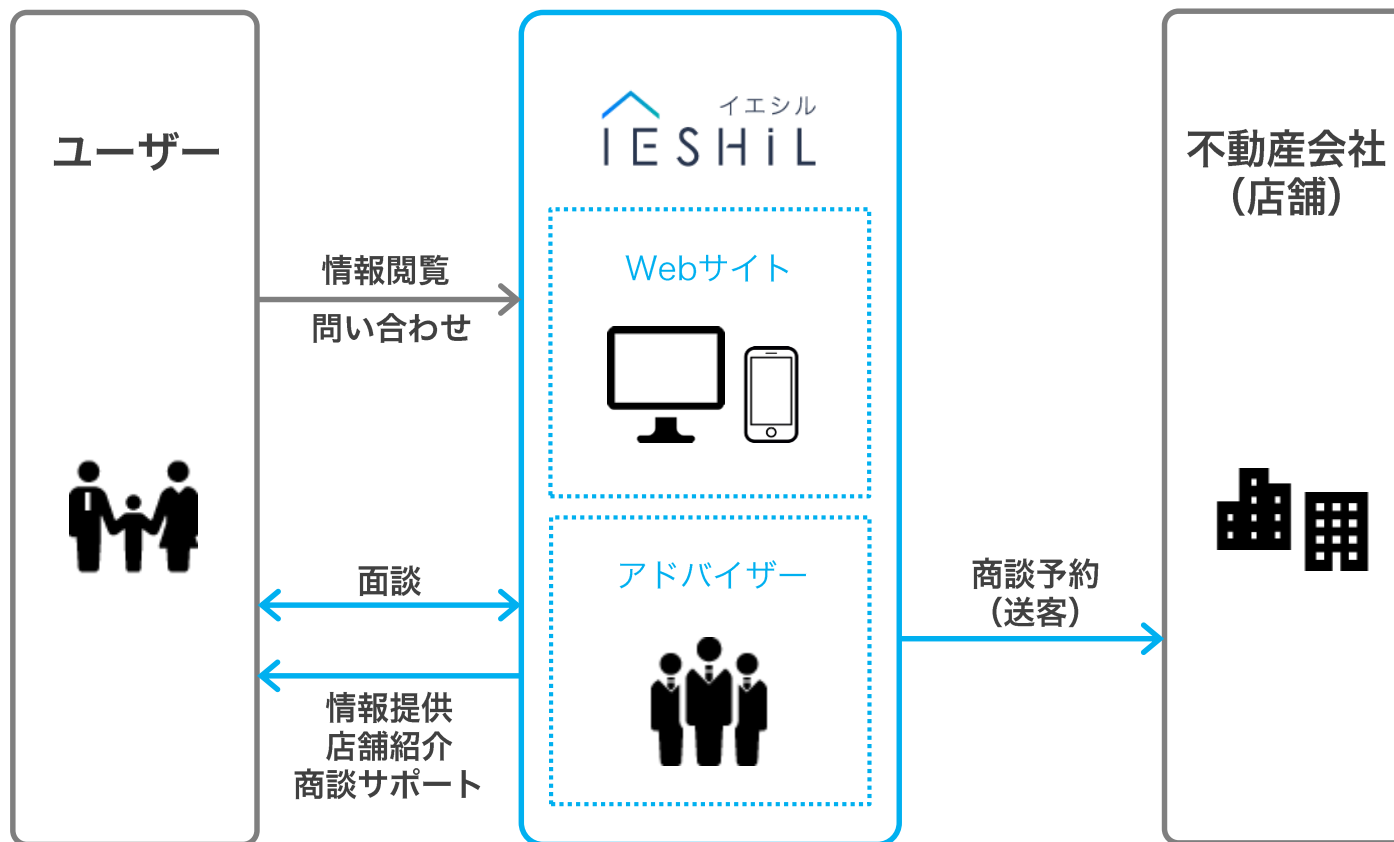 ユーザー
情報閲覧
問い合わせ
面談
情報提供
店舗紹介
商談サポート
イエシル
IESHiL
Webサイト
アドバイザー
商談予約
（送客）
不動産会社
（店舗）